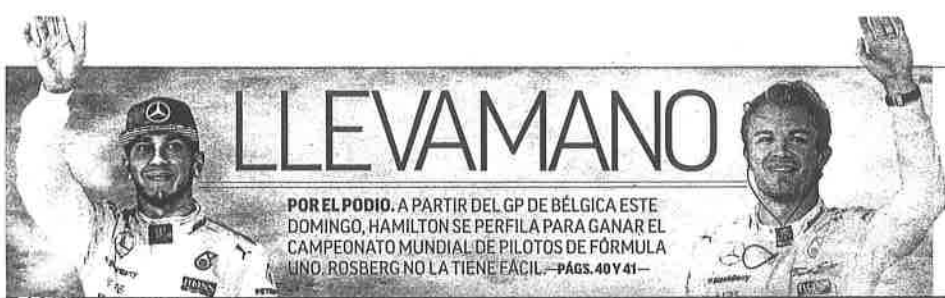 LLEVAMANO
POR EL PODIO. A PARTIR DEL GP DE BÉLGICA ESTE
DOMINGO, HAMILTON SE PERFILA PARA GANAR EL
CAMPEONATO MUNDIAL DE PILOTOS DE FÓRMULA
UNO. ROSBERG NO LA TIENE FÁCIL.—PÁGS. 40 Y 41—
BOSS